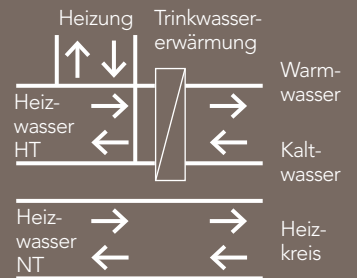 Heizung
Trinkwasser-
erwärmung
Warm-
wasser
Heiz-
wasser
HT
Kalt-
wasser
Heiz-
wasser
NT
Heiz-
kreis